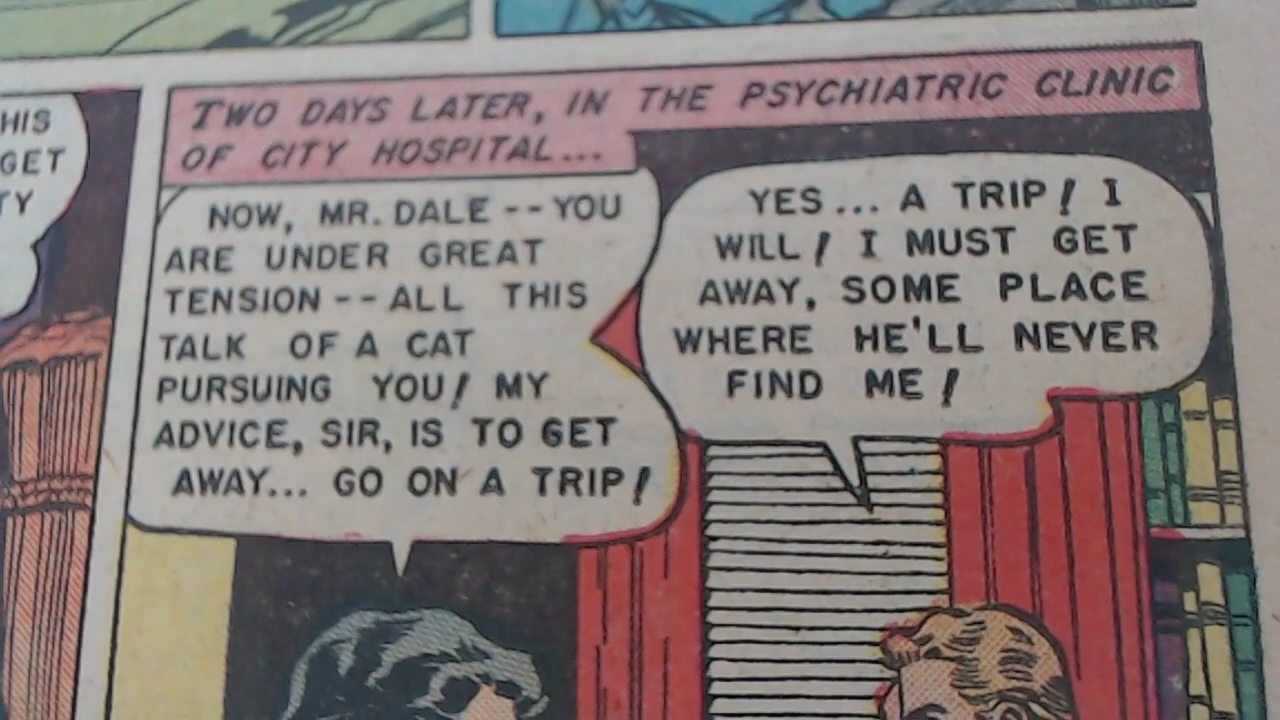 HIS
GET
TY
TWO DAYS LATER, IN THE PSYCHIATRIC CLINIC
OF CITY HOSPITAL...
NOW, MR. DALE -- YOU
ARE UNDER GREAT
TENSION -- ALL THIS
TALK OF A CAT
PURSUING YOU! MY
ADVICE, SIR, IS TO GET
AWAY... GO ON A TRIP!
YES... A TRIP! I
WILL! I MUST GET
AWAY, SOME PLACE
WHERE HE'LL NEVER
FIND ME!